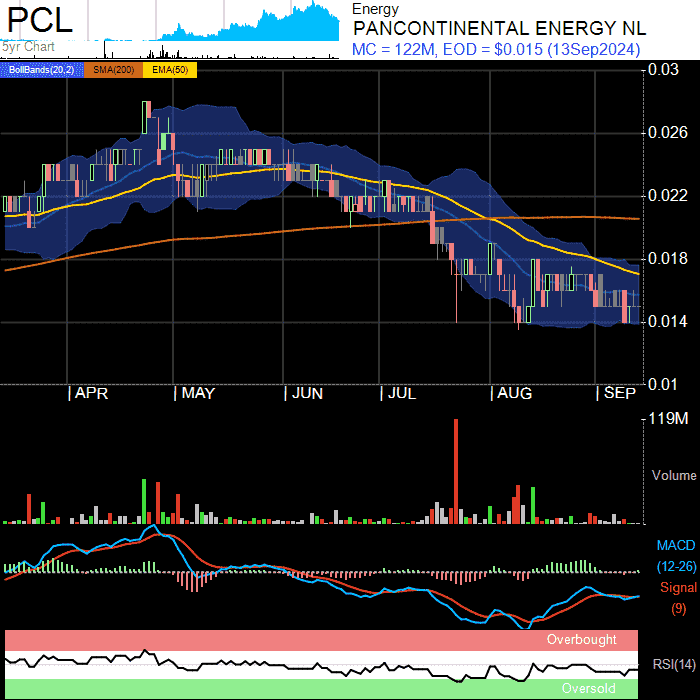 PCL
5yr Chart
Energy
PANCONTINENTAL ENERGY NL
MC = 122M, EOD = $0.015 (13Sep2024)
BollBands(20,2) SMA(200) EMA(50)
0.03
0.026
0.022
0.018
0.014
0.01
APR MAY JUN JUL AUG SEP
119M
Volume
MACD
(12-26)
Signal
(9)
Overbought
RSI(14)
Oversold